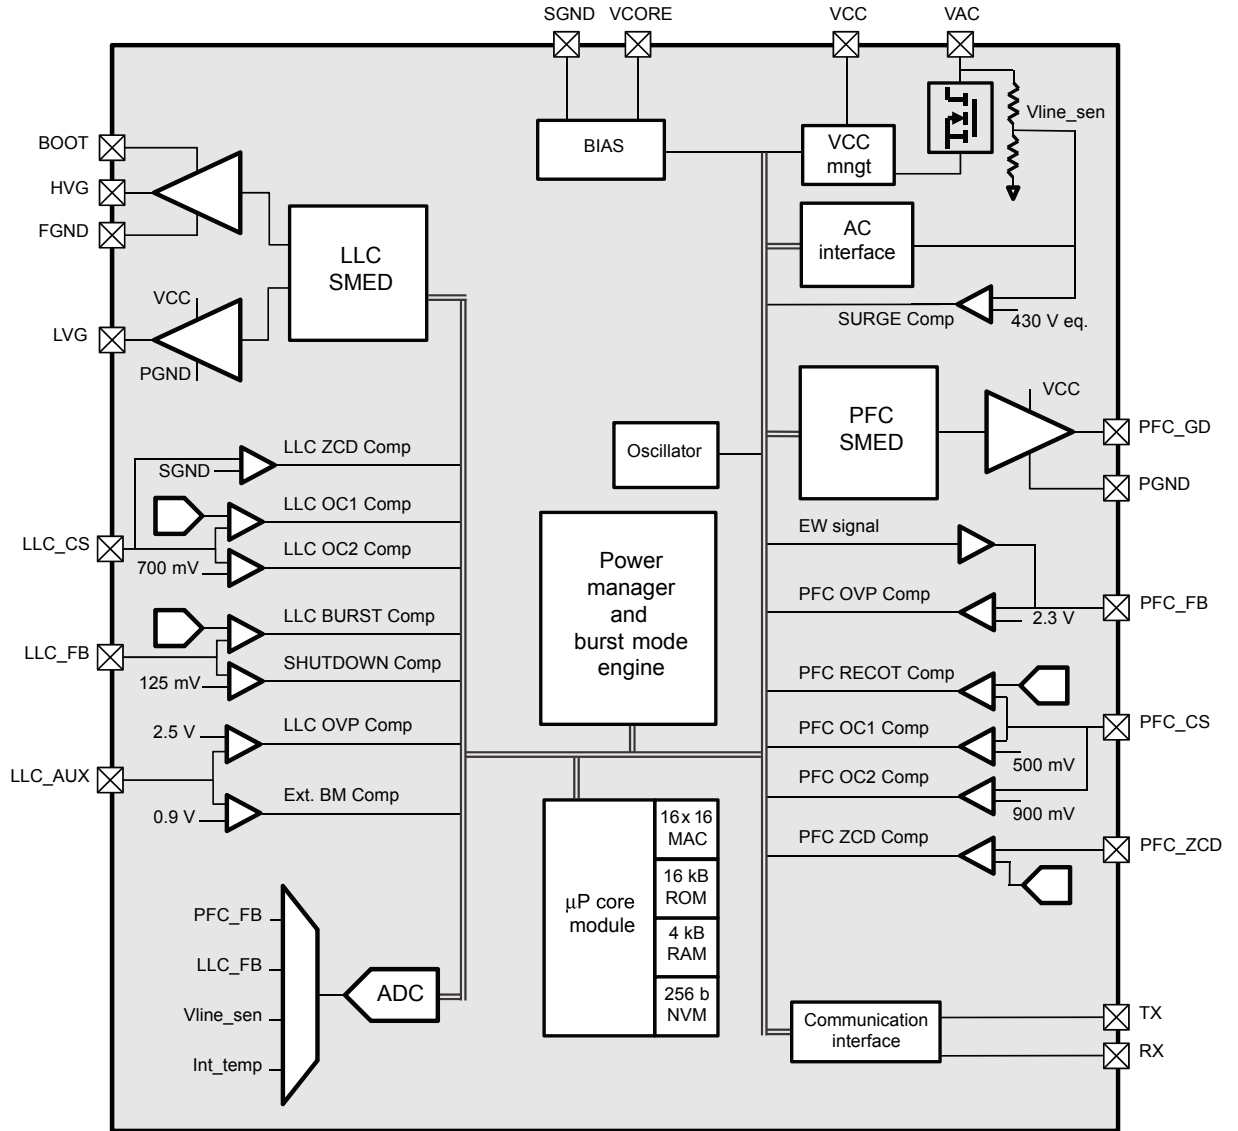 SGND VCORE VCC VAC
BOOT
HVG
FGND
LVG
VCC
PGND
LLC
SMED
BIAS
VCC
mngt
Vline_sen
AC
interface
SURGE Comp
430 V eq.
PFC
SMED
VCC
PFC_GD
PGND
Oscillator
LLC ZCD Comp
SGND
LLC OC1 Comp
LLC_CS
LLC OC2 Comp
700 mV
LLC BURST Comp
LLC_FB
SHUTDOWN Comp
125 mV
LLC OVP Comp
2.5 V
LLC_AUX
Ext. BM Comp
0.9 V
Power
manager
and
burst mode
engine
EW signal
PFC OVP Comp
2.3 V
PFC_FB
PFC RECOT Comp
PFC_CS
PFC OC1 Comp
500 mV
PFC OC2 Comp
900 mV
PFC ZCD Comp
PFC_ZCD
µP core
module
16 x 16
MAC
16 kB
ROM
4 kB
RAM
256 b
NVM
PFC_FB
LLC_FB
Vline_sen
Int_temp
ADC
Communication
interface
TX
RX